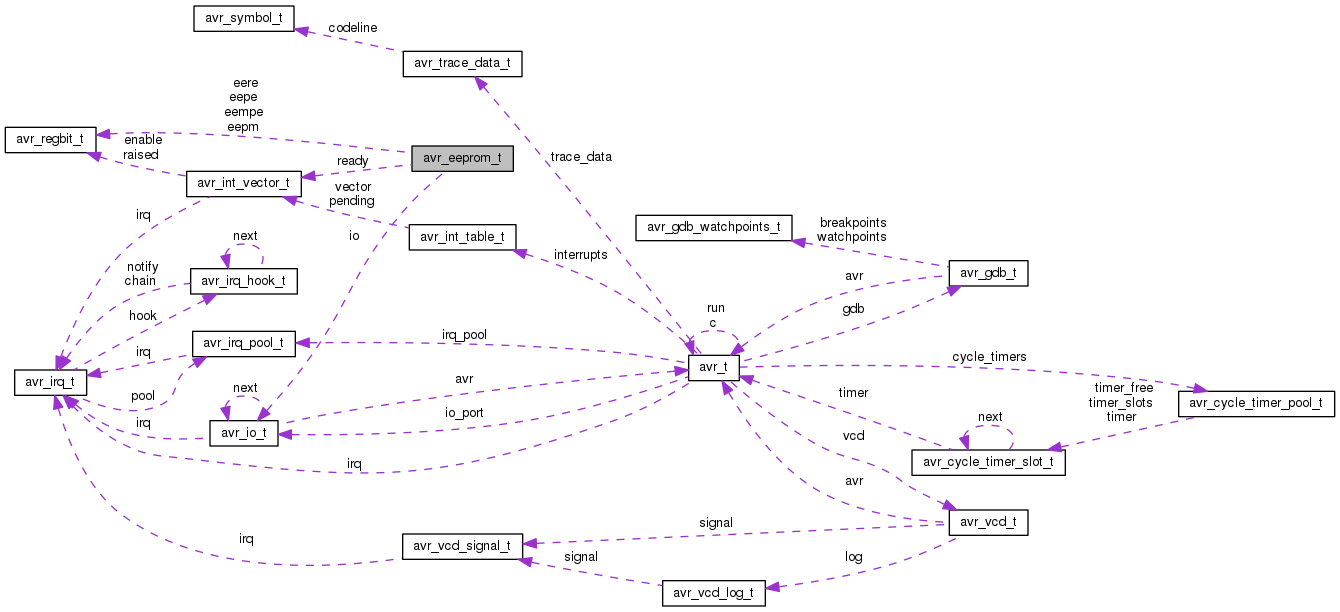 avr_symbol_t
codeline
avr_trace_data_t
eere
eepe
eempe
eepm
avr_regbit_t
enable
raised
avr_eeprom_t
ready
trace_data
avr_int_vector_t
vector
pending
irq
io
avr_int_table_t
avr_gdb_watchpoints_t
breakpoints
watchpoints
next
interrupts
notify
chain
avr_irq_hook_t
avr
avr_gdb_t
hook
run
c
gdb
irq_pool
avr_irq_pool_t
irq
cycle_timers
avr_t
avr_irq_t
avr
pool
next
timer
timer_free
timer_slots
timer
avr_cycle_timer_pool_t
io_port
irq
avr_io_t
next
vcd
irq
avr_cycle_timer_slot_t
avr
signal
avr_vcd_t
irq
avr_vcd_signal_t
signal
log
avr_vcd_log_t